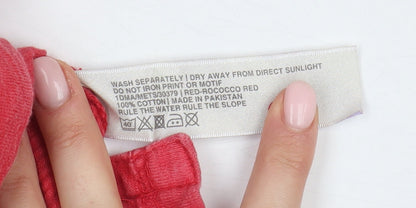 WASH SEPARATELY | DRY AWAY FROM DIRECT SUNLIGHT
DO NOT IRON PRINT OR MOTIF
1DMA/METS/30379 | RED-ROCOCCO RED
100% COTTON | MADE IN PAKISTAN
RULE THE WATER RULE THE SLOPE
40